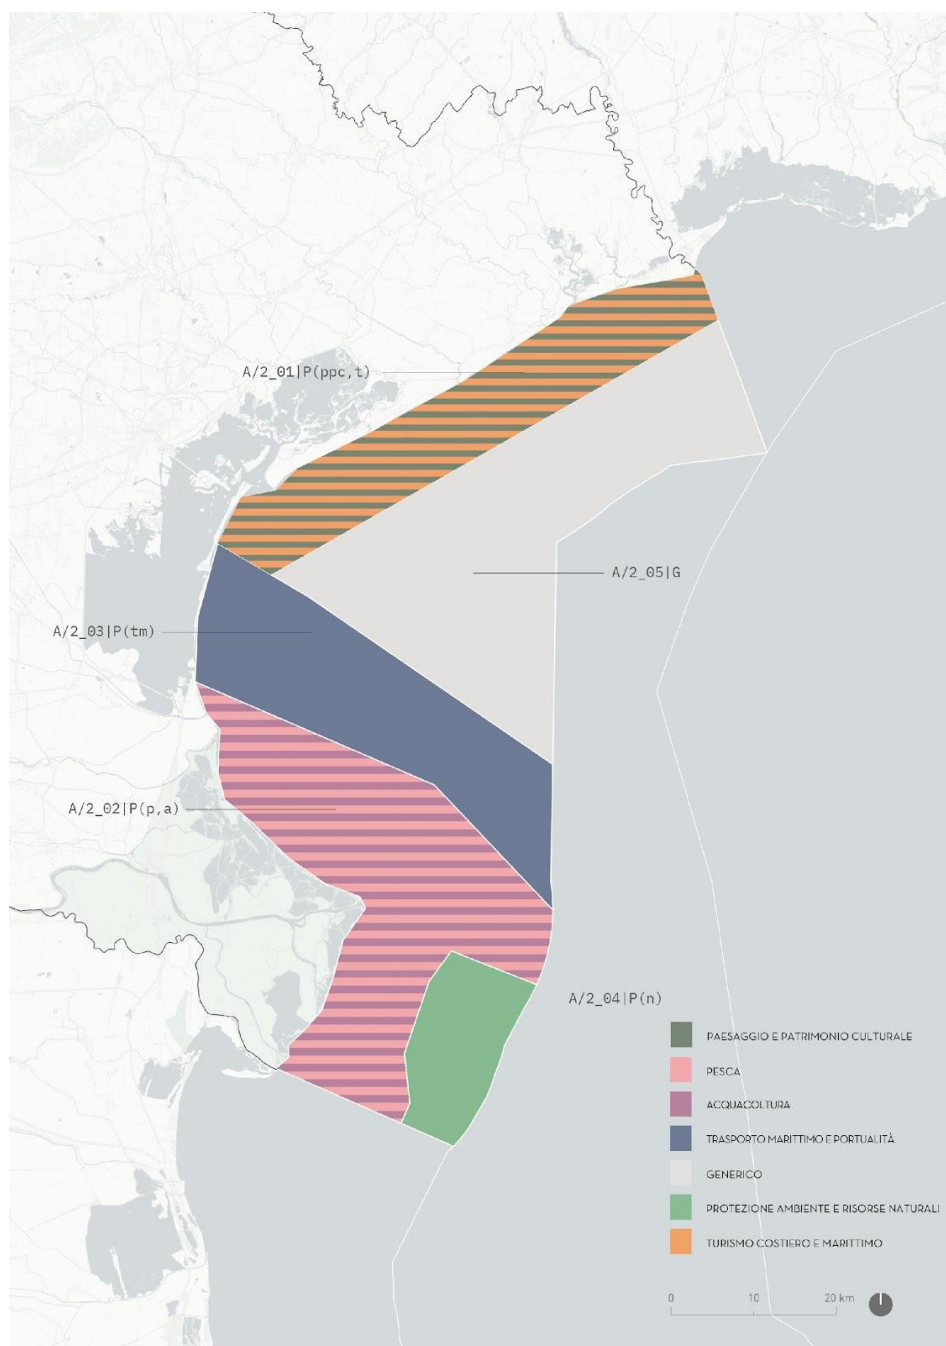 A/2_01|P(ppc,t)
A/2_05|G
A/2_03|P(tm)
A/2_02|P(p,a)
A/2_04|P(n)
PAESAGGIO E PATRIMONIO CULTURALE
PESCA
ACQUACOLTURA
TRASPORTO MARITTIMO E PORTUALITÀ
GENERICO
PROTEZIONE AMBIENTE E RISORSE NATURALI
TURISMO COSTIERO E MARITTIMO
0 10 20 km